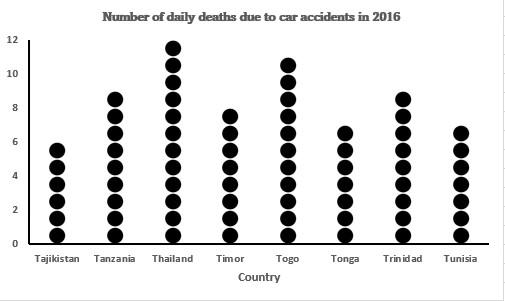 Number of daily deaths due to car accidents in 2016
12
10
8
6
4
2
0
Tajikistan Tanzania Thailand Timor Togo Tonga Trinidad Tunisia
Country